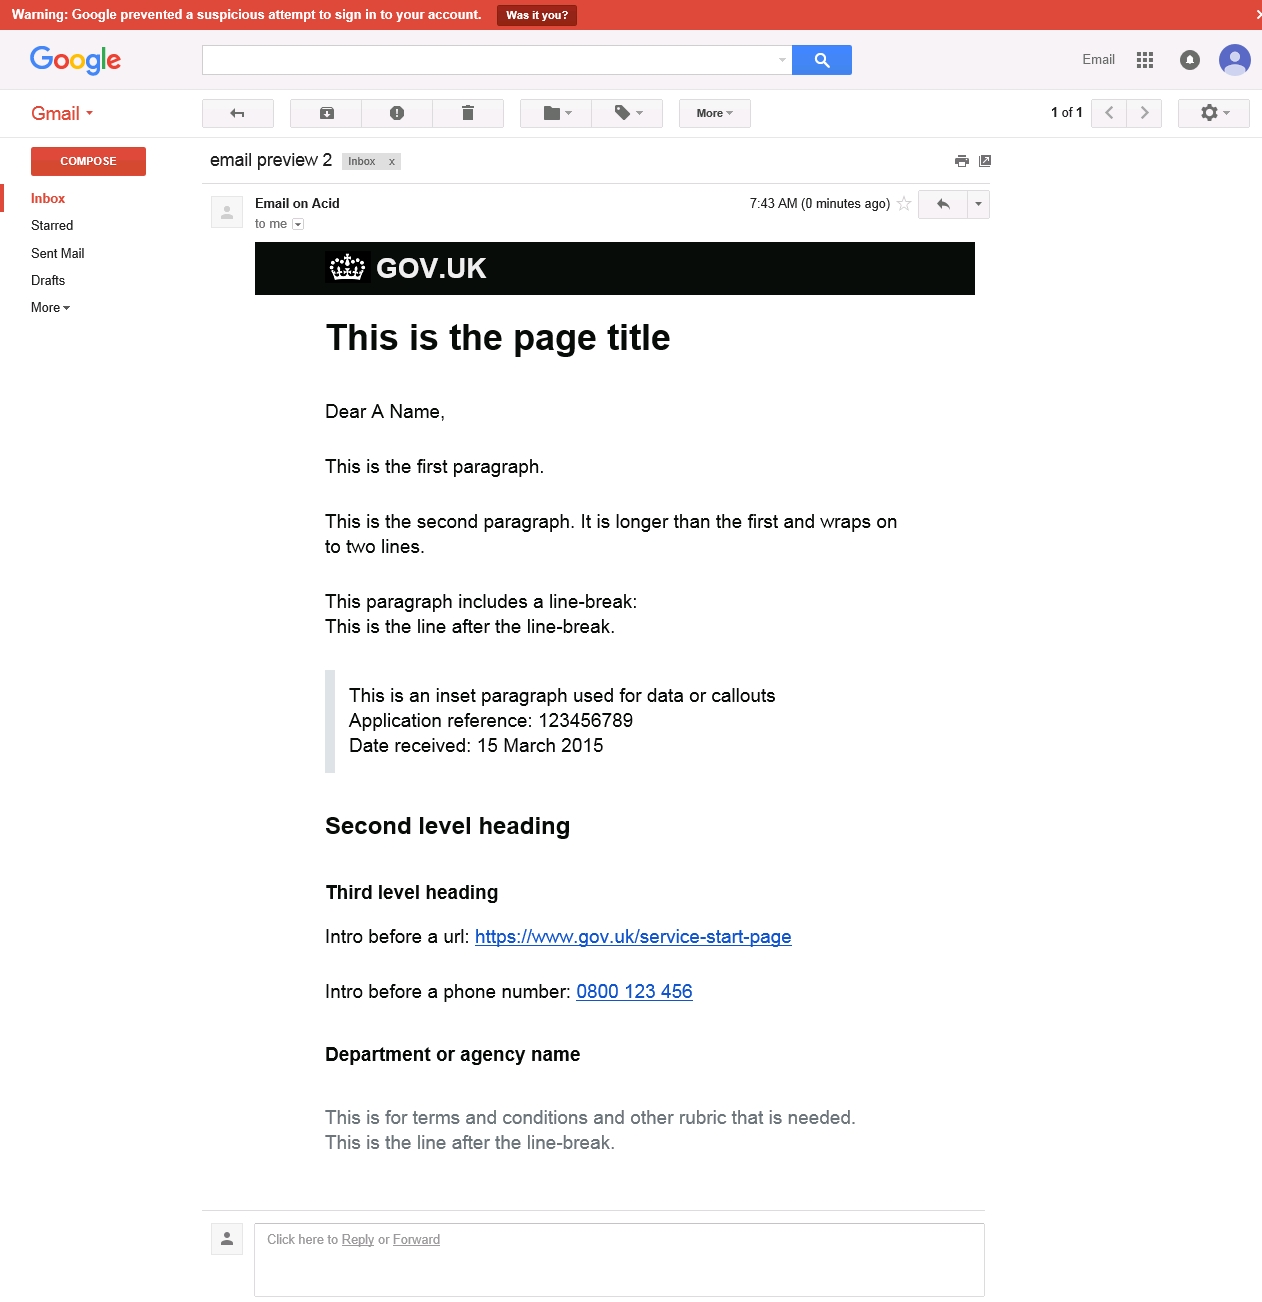 Warning: Google prevented a suspicious attempt to sign in to your account. Was it you? ×
Google
Email
Gmail
More
1 of 1
COMPOSE
Inbox
Starred
Sent Mail
Drafts
More
email preview 2 Inbox x
Email on Acid
7:43 AM (0 minutes ago)
to me
GOV.UK
This is the page title
Dear A Name,
This is the first paragraph.
This is the second paragraph. It is longer than the first and wraps on
to two lines.
This paragraph includes a line-break:
This is the line after the line-break.
This is an inset paragraph used for data or callouts
Application reference: 123456789
Date received: 15 March 2015
Second level heading
Third level heading
Intro before a url: https://www.gov.uk/service-start-page
Intro before a phone number: 0800 123 456
Department or agency name
This is for terms and conditions and other rubric that is needed.
This is the line after the line-break.
Click here to Reply or Forward